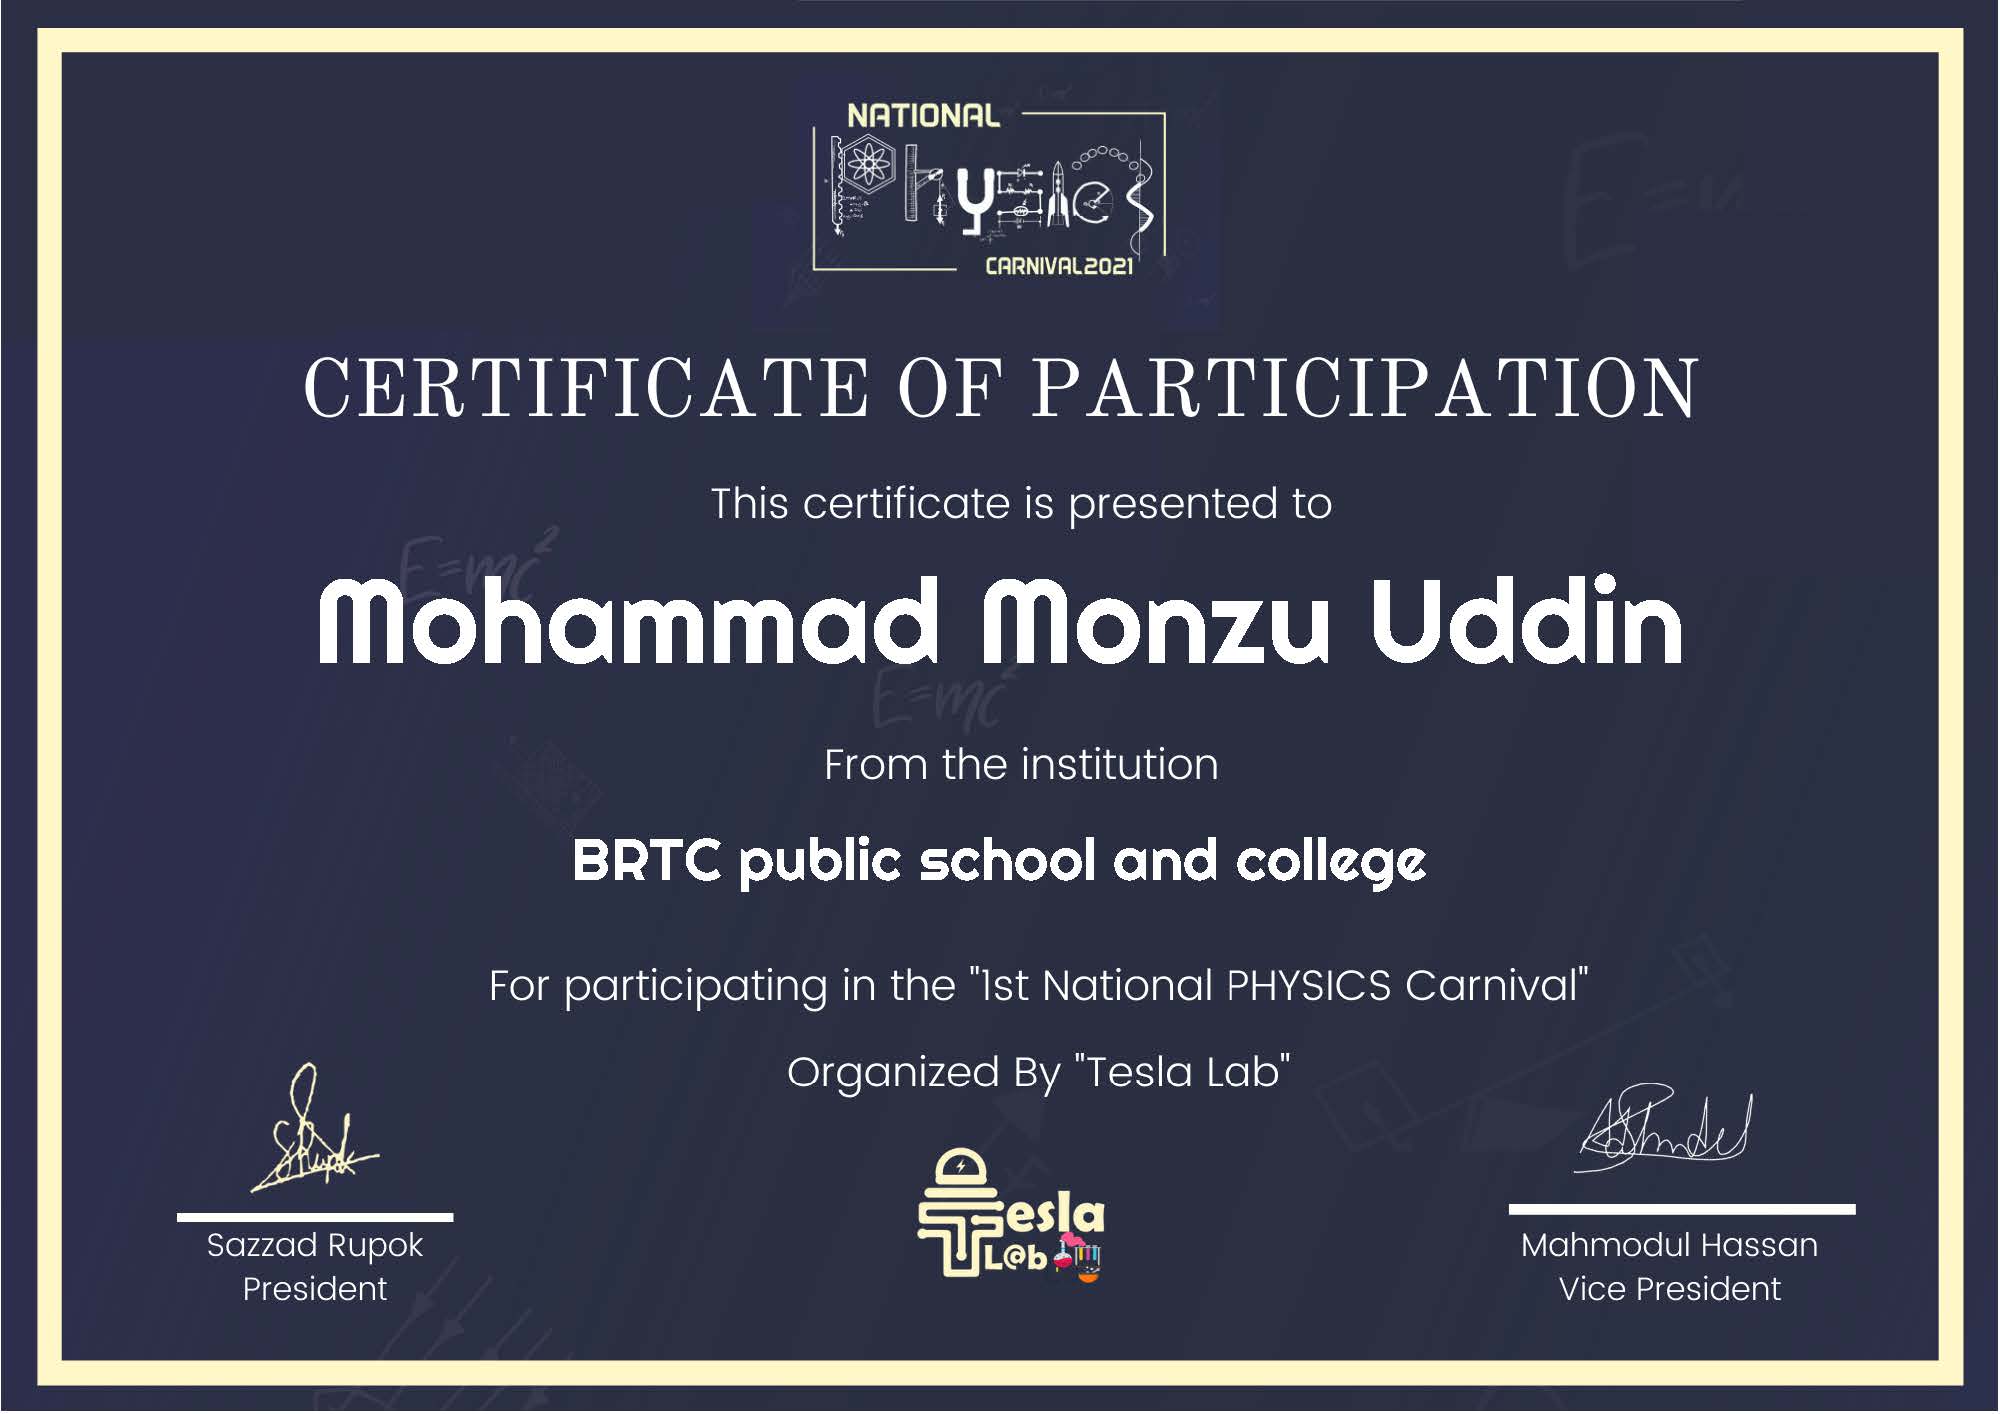 NATIONAL
Physics
CARNIVAL2021
CERTIFICATE OF PARTICIPATION
This certificate is presented to
E=mc²
Mohammad Monzu Uddin
E=mc²
From the institution
BRTC public school and college
For participating in the "1st National PHYSICS Carnival"
Organized By "Tesla Lab"
Tesla
L@b
Sazzad Rupok
President
Mahmodul Hassan
Vice President